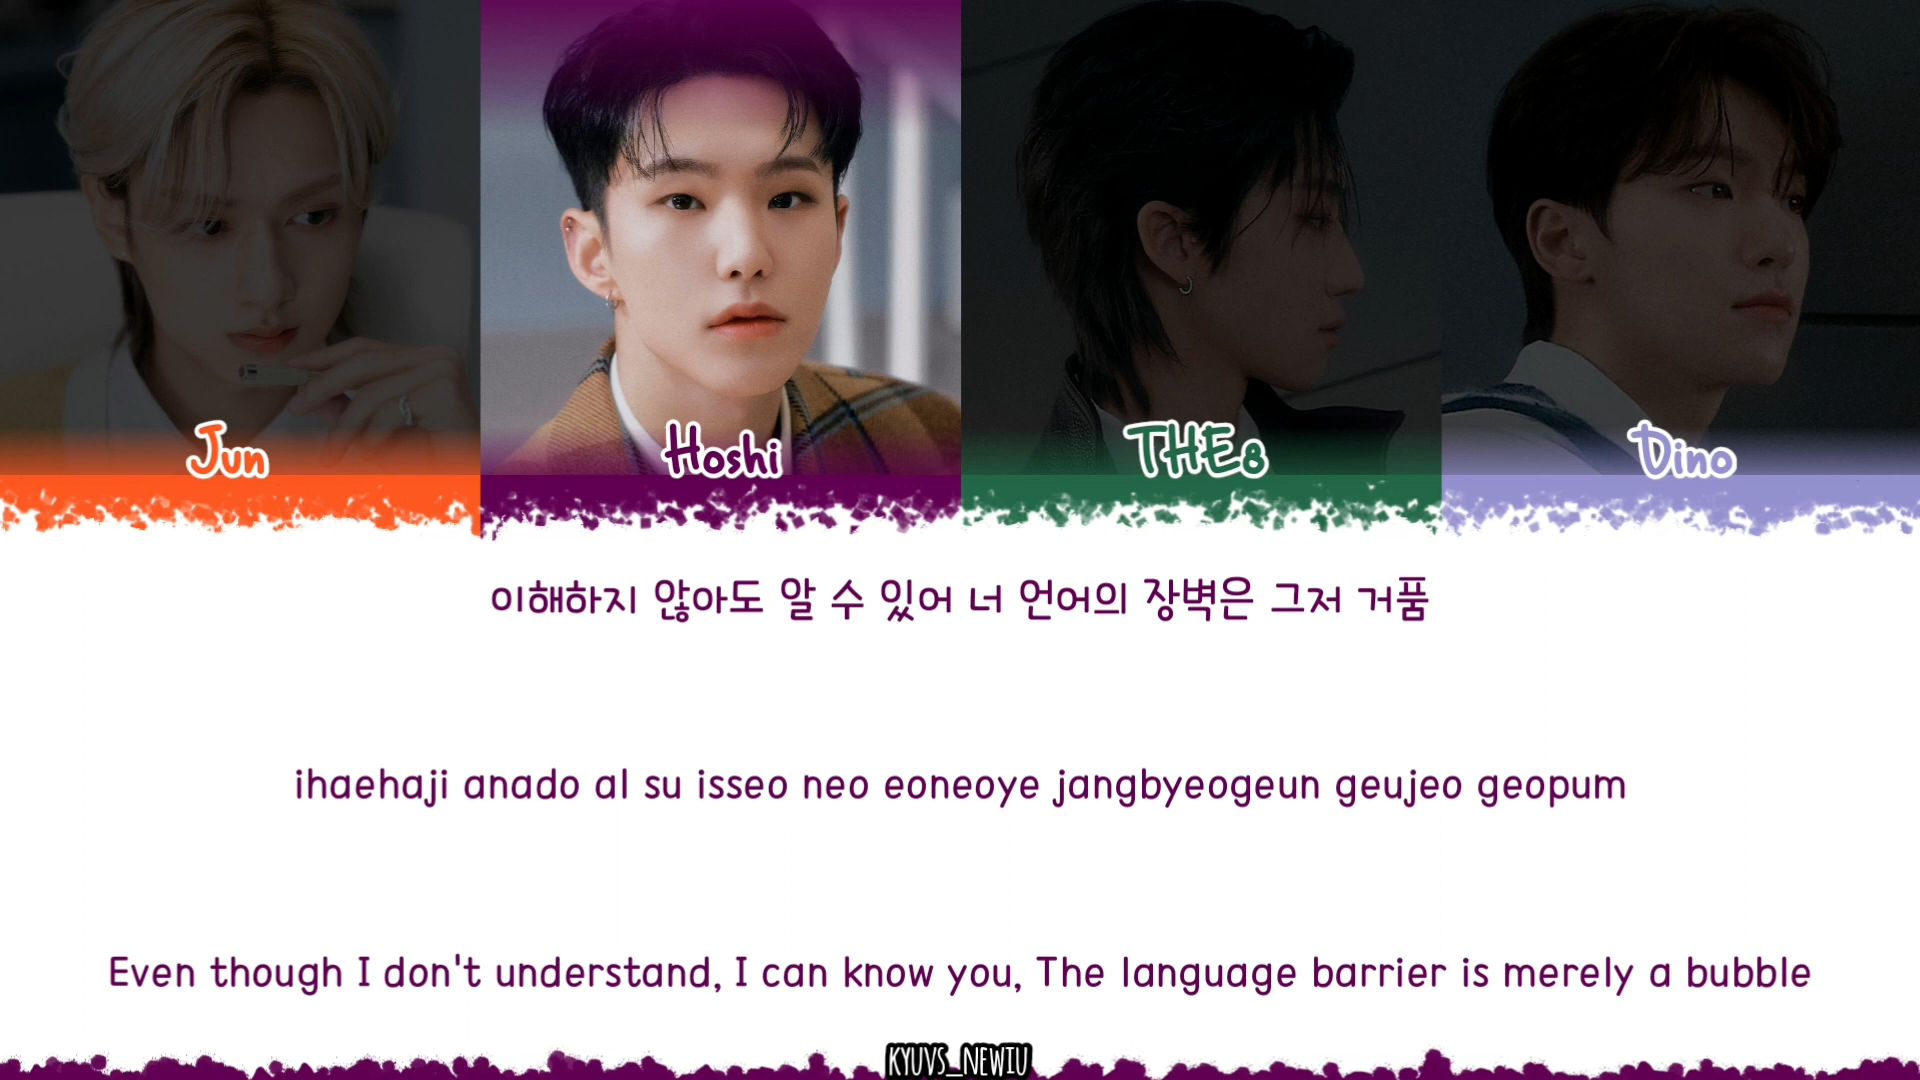 Jun
Hoshi
THE8
Dino
이해하지 않아도 알 수 있어 너 언어의 장벽은 그저 거품
ihaehaji anado al su isseo neo eoneoye jangbyeogeun geujeo geopum
Even though I don't understand, I can know you, The language barrier is merely a bubble
KYUVS_NEWIU